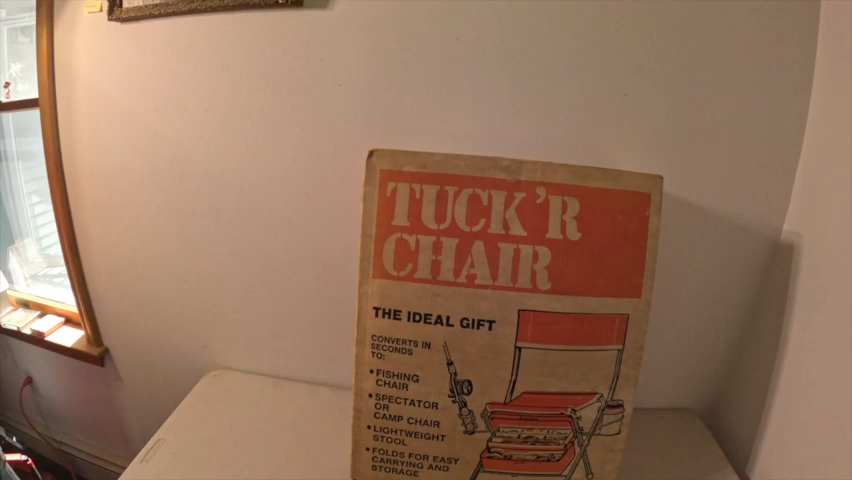 TUCK'R
CHAIR
THE IDEAL GIFT
CONVERTS IN
SECONDS
TO:
• FISHING
CHAIR
• SPECTATOR
OR
CAMP CHAIR
• LIGHTWEIGHT
STOOL
• FOLDS FOR EASY
CARRYING AND
STORAGE